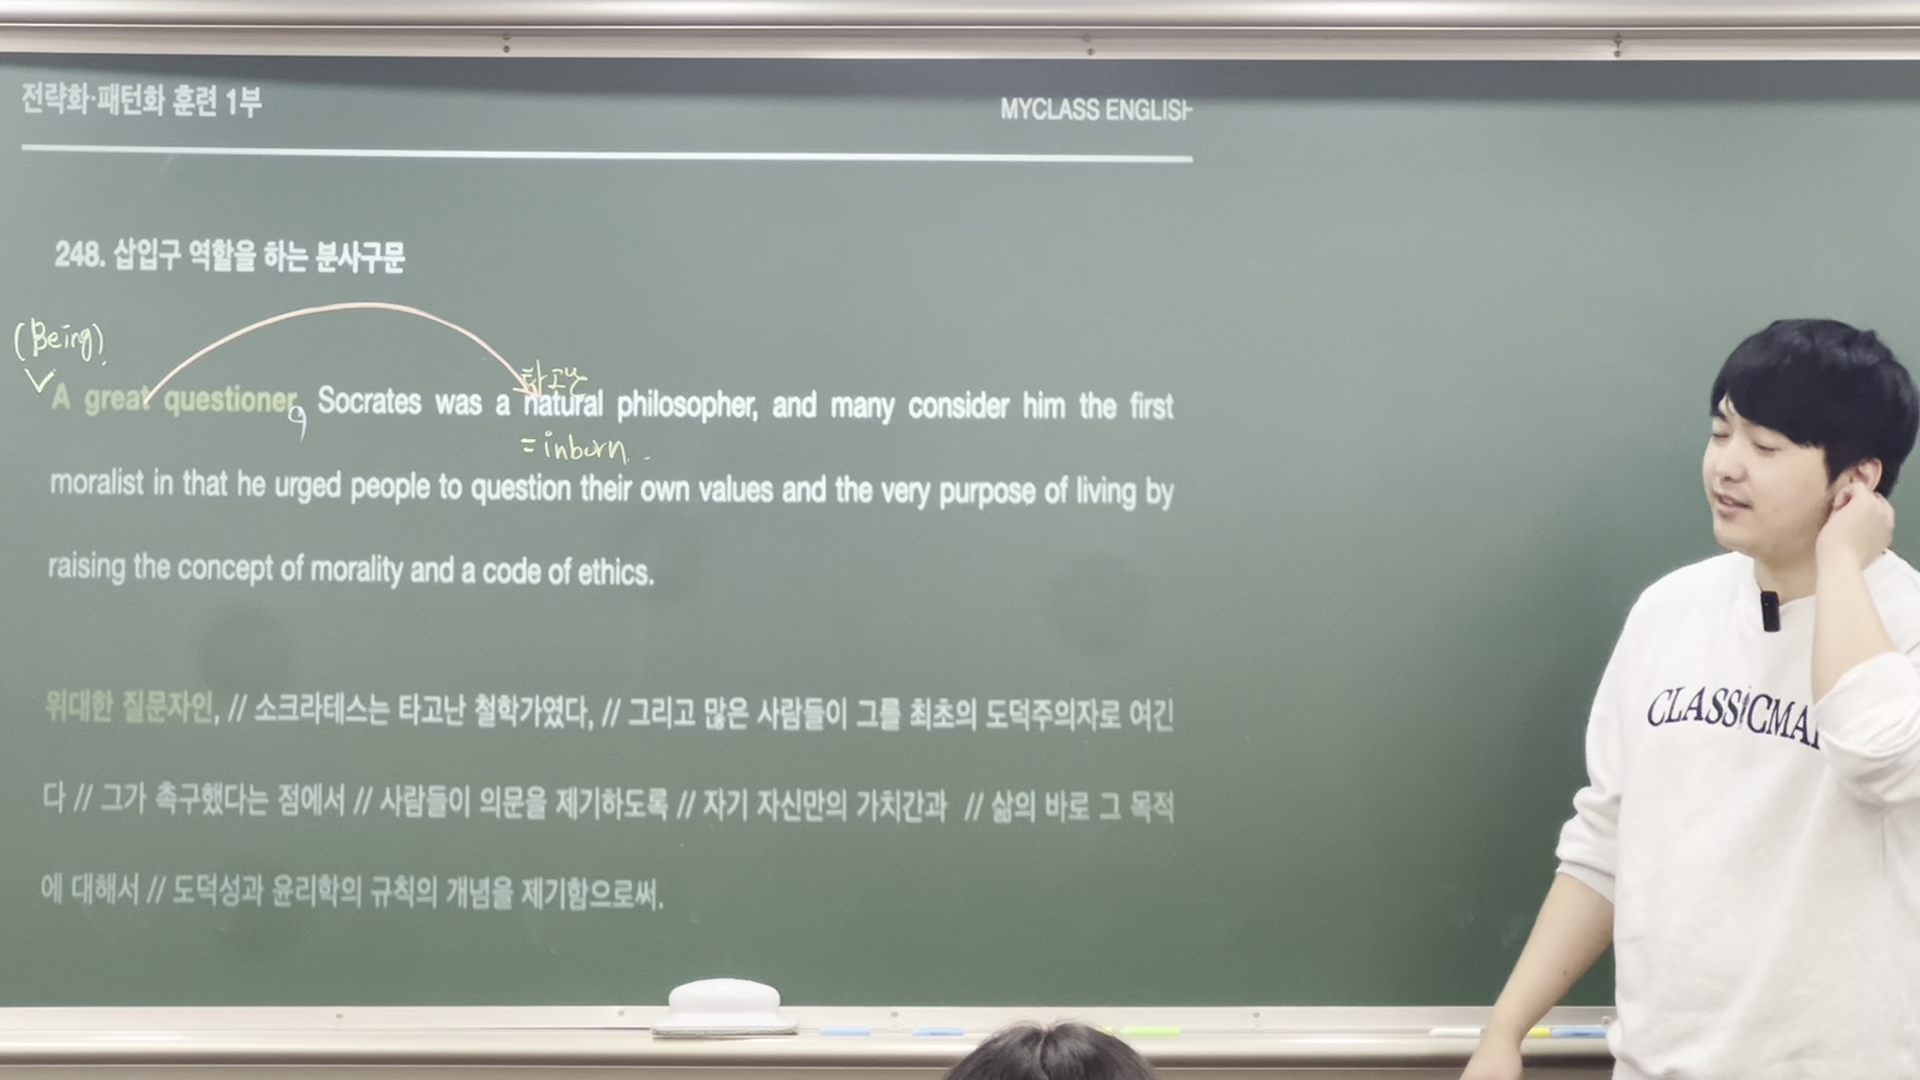 전략화·패턴화 훈련 1부
MYCLASS ENGLISH
248. 삽입구 역할을 하는 분사구문
(Being)
타고난
A great questioner, Socrates was a natural philosopher, and many consider him the first
= inborn.
moralist in that he urged people to question their own values and the very purpose of living by
raising the concept of morality and a code of ethics.
위대한 질문자인, // 소크라테스는 타고난 철학가였다, // 그리고 많은 사람들이 그를 최초의 도덕주의자로 여긴
다 // 그가 촉구했다는 점에서 // 사람들이 의문을 제기하도록 // 자기 자신만의 가치간과 // 삶의 바로 그 목적
에 대해서 // 도덕성과 윤리학의 규칙의 개념을 제기함으로써.